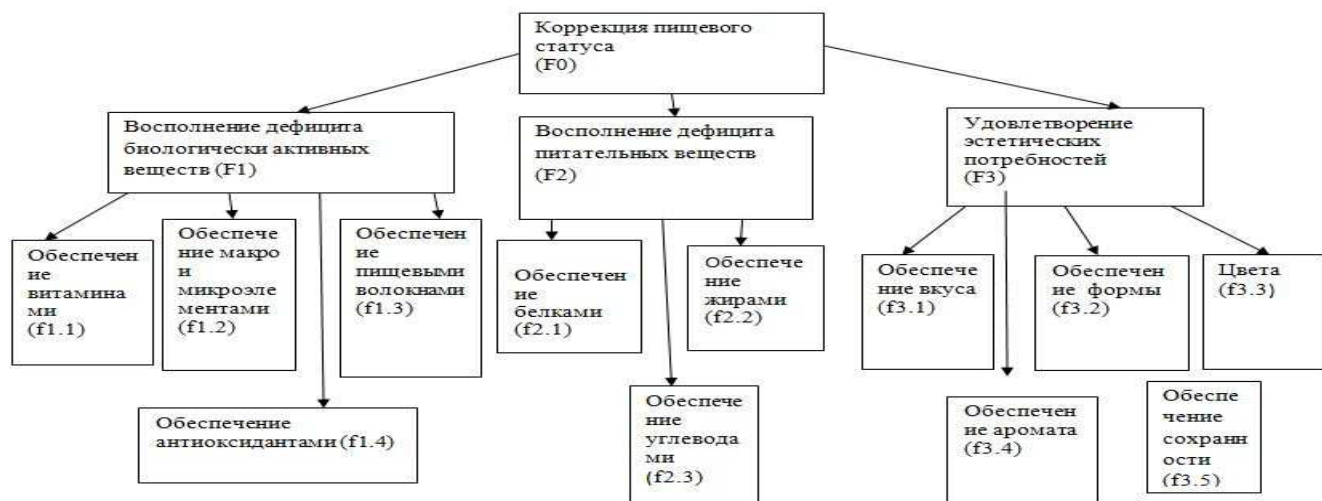 Коррекция пищевого
статуса
(F0)
Восполнение дефицита
биологически активных
веществ (F1)
Восполнение дефицита
питательных веществ
(F2)
Удовлетворение
эстетических
потребностей
(F3)
Обеспечен
ие
витамина
ми
(f1.1)
Обеспече
ние макро
и
микроэле
ментами
(f1.2)
Обеспечен
ие
пищевыми
волокнами
(f1.3)
Обеспечен
ие
белками
(f2.1)
Обеспече
ние
жирами
(f2.2)
Обеспече
ние вкуса
(f3.1)
Обеспечен
ие формы
(f3.2)
Цвета
(f3.3)
Обеспечение
антиоксидантами (f1.4)
Обеспече
ние
углевода
ми
(f2.3)
Обеспечен
ие аромата
(f3.4)
Обеспе
чение
сохранн
ости
(f3.5)